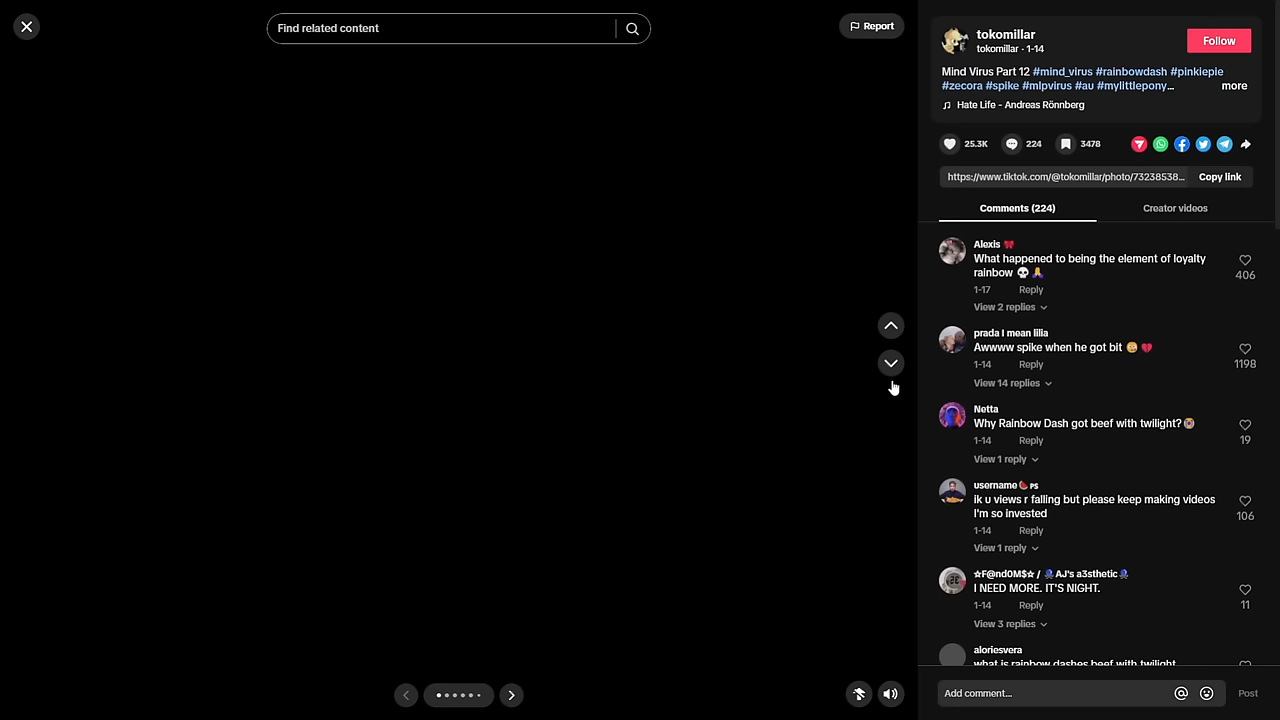 Find related content
Report
tokomillar
tokomillar · 1-14
Follow
Mind Virus Part 12 #mind_virus #rainbowdash #pinkiepie
#zecora #spike #mlpvirus #au #mylittlepony...
more
Hate Life - Andreas Rönnberg
25.3K
224
3478
https://www.tiktok.com/@tokomillar/photo/73238538...
Copy link
Comments (224)
Creator videos
Alexis 🎀
What happened to being the element of loyalty
rainbow 💀🙏
406
1-17
Reply
View 2 replies
prada I mean lilia
Awwww spike when he got bit 😳💔
1198
1-14
Reply
View 14 replies
Netta
Why Rainbow Dash got beef with twilight?😭
19
1-14
Reply
View 1 reply
username🍉PS
ik u views r falling but please keep making videos
I'm so invested
106
1-14
Reply
View 1 reply
☆F@nd0M$☆ / 🔮AJ's a3sthetic🔮
I NEED MORE. IT'S NIGHT.
11
1-14
Reply
View 3 replies
aloriesvera
what is rainbow dashes beef with twilight
Add comment...
Post